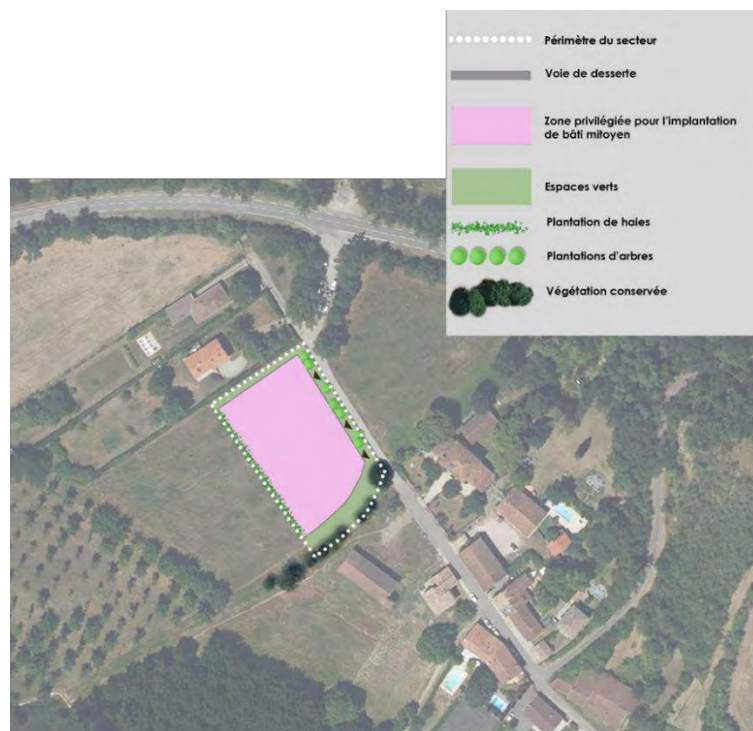 Périmètre du secteur
Voie de desserte
Zone privilégiée pour l'implantation
de bâti mitoyen
Espaces verts
Plantation de haies
Plantations d'arbres
Végétation conservée